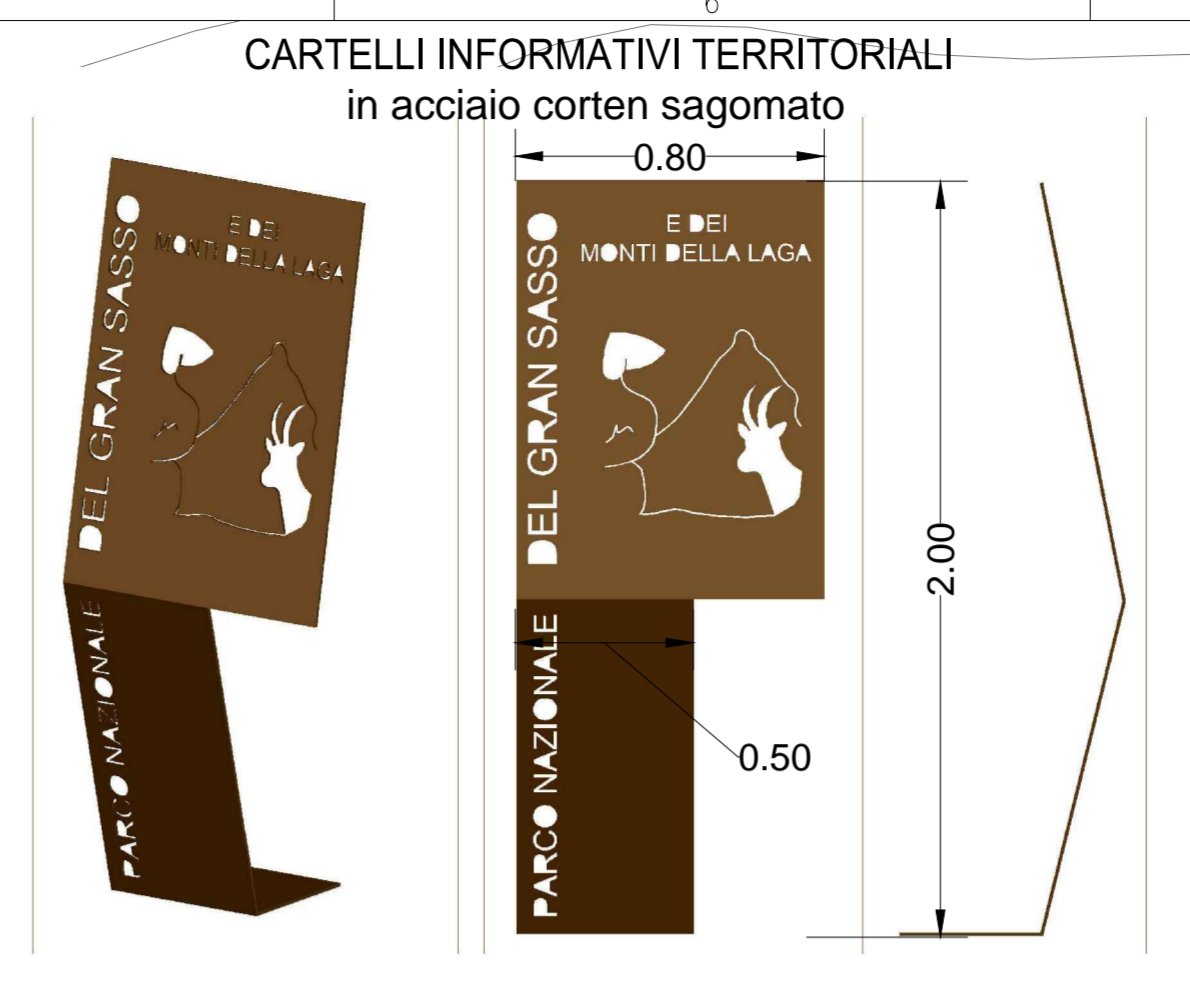 6
CARTELLI INFORMATIVI TERRITORIALI
in acciaio corten sagomato
DEL GRAN SASSO
E DEI
MONTI DELLA LAGA
PARCO NAZIONALE
0.80
DEL GRAN SASSO
E DEI
MONTI DELLA LAGA
PARCO NAZIONALE
0.50
2.00